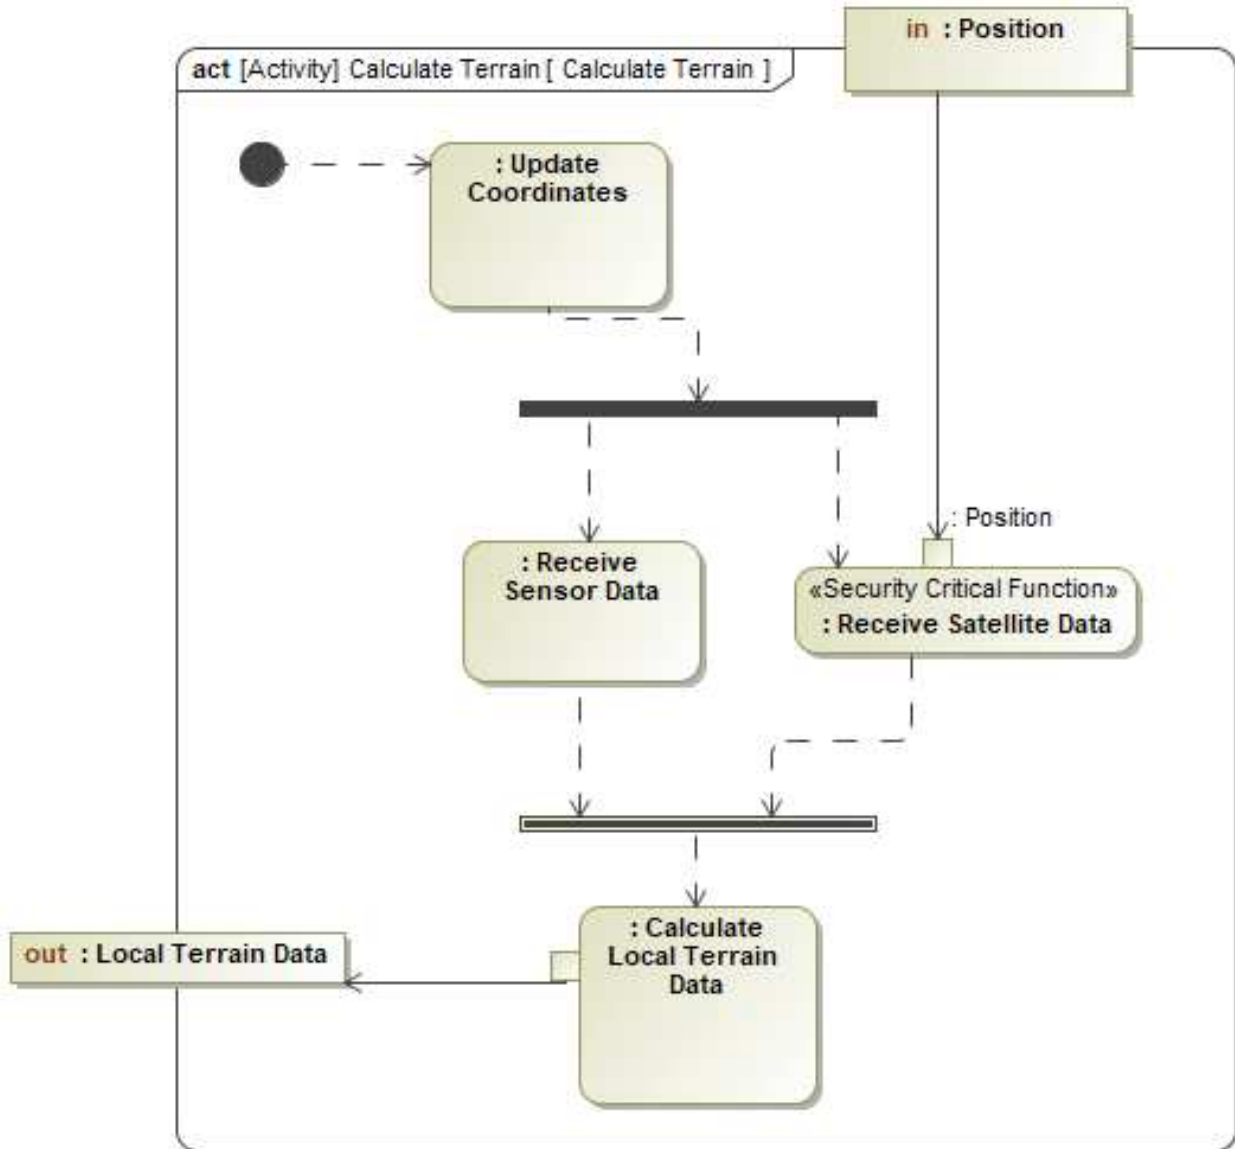 in : Position
act [Activity] Calculate Terrain [ Calculate Terrain ]
: Update
Coordinates
: Position
: Receive
Sensor Data
«Security Critical Function»
: Receive Satellite Data
: Calculate
Local Terrain
Data
out : Local Terrain Data